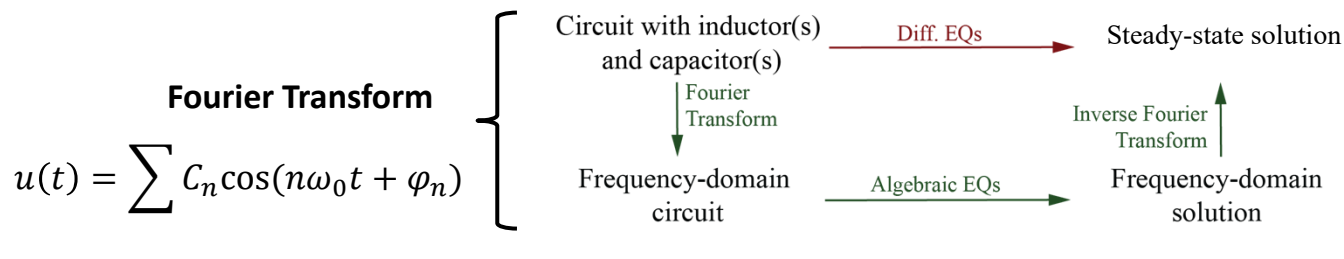 Fourier Transform
u(t) = ∑ Cₙcos(nω₀t + φₙ)
Circuit with inductor(s)
and capacitor(s)
Diff. EQs
Steady-state solution
Fourier
Transform
Inverse Fourier
Transform
Frequency-domain
circuit
Algebraic EQs
Frequency-domain
solution